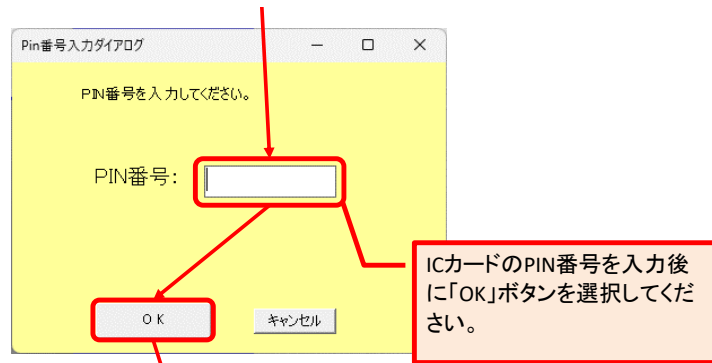 Pin番号入力ダイアログ
PIN番号を入力してください。
PIN番号:
ICカードのPIN番号を入力後
に「OK」ボタンを選択してくだ
さい。
OK
キャンセル